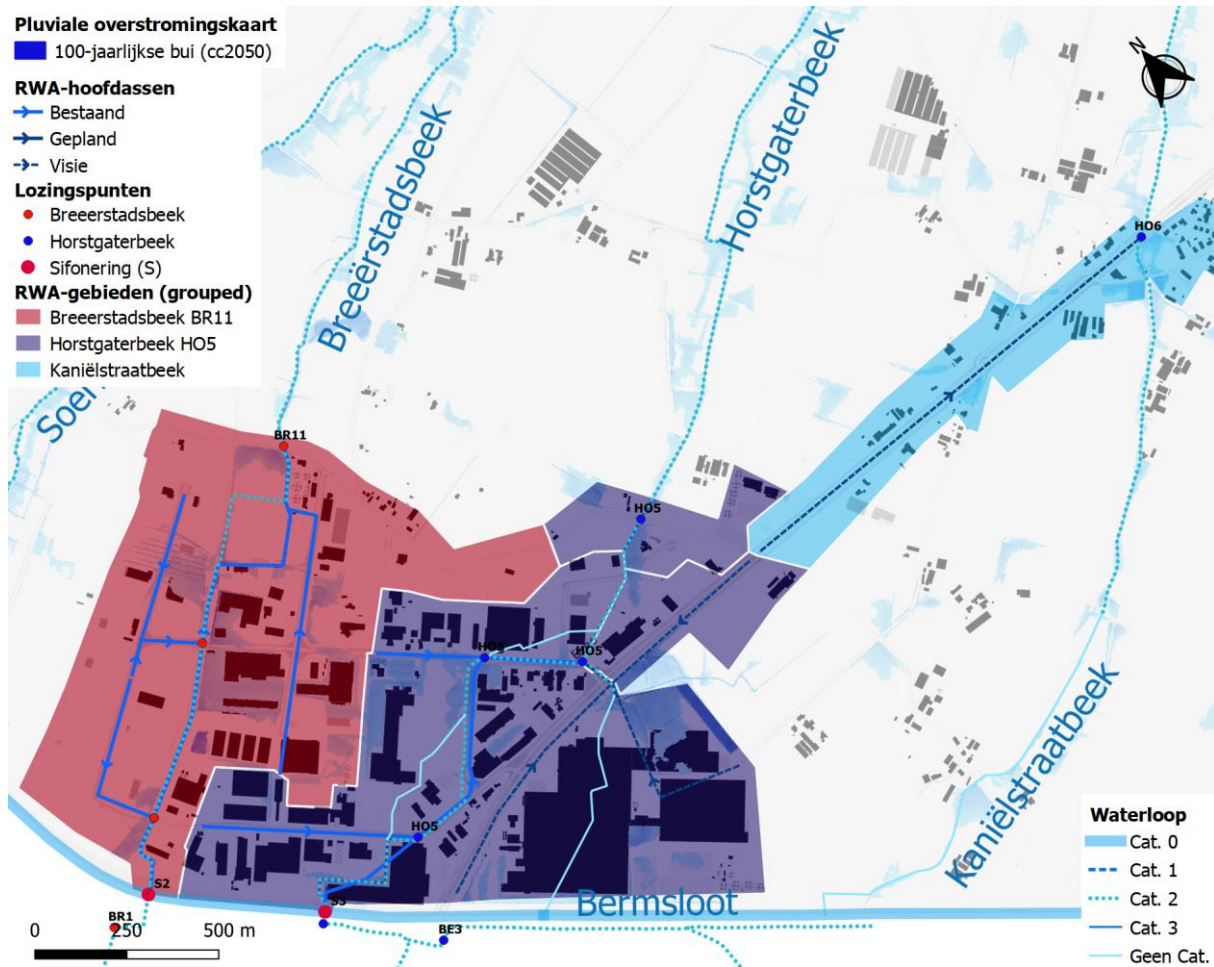 Pluviale overstromingskaart
100-jaarlijkse bui (cc2050)
RWA-hoofdassen
Bestaand
Gepland
Visie
Lozingspunten
Breeerstadsbeek
Horstgaterbeek
Sifonering (S)
RWA-gebieden (grouped)
Breeerstadsbeek BR11
Horstgaterbeek HO5
Kaniëlstraatbeek
N
Breeërstadsbeek
Horstgaterbeek
HO6
Soer
BR11
HO5
HO5
HO5
HO5
Kaniëlstraatbeek
S2
S3
Bermsloot
BR1
BE3
0 250 500 m
Waterloop
Cat. 0
Cat. 1
Cat. 2
Cat. 3
Geen Cat.